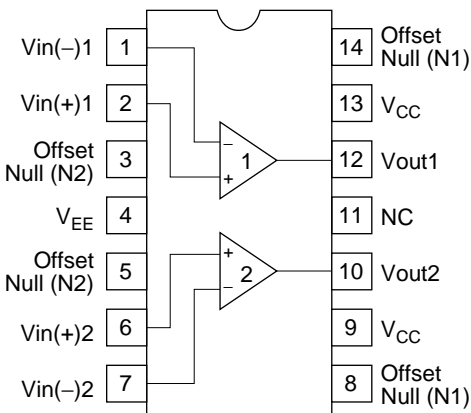 Vin(−)1 1
Vin(+)1 2
Offset
Null (N2) 3
VEE 4
Offset
Null (N2) 5
Vin(+)2 6
Vin(−)2 7
− 1
+
+
− 2
14 Offset
Null (N1)
13 VCC
12 Vout1
11 NC
10 Vout2
9 VCC
8 Offset
Null (N1)